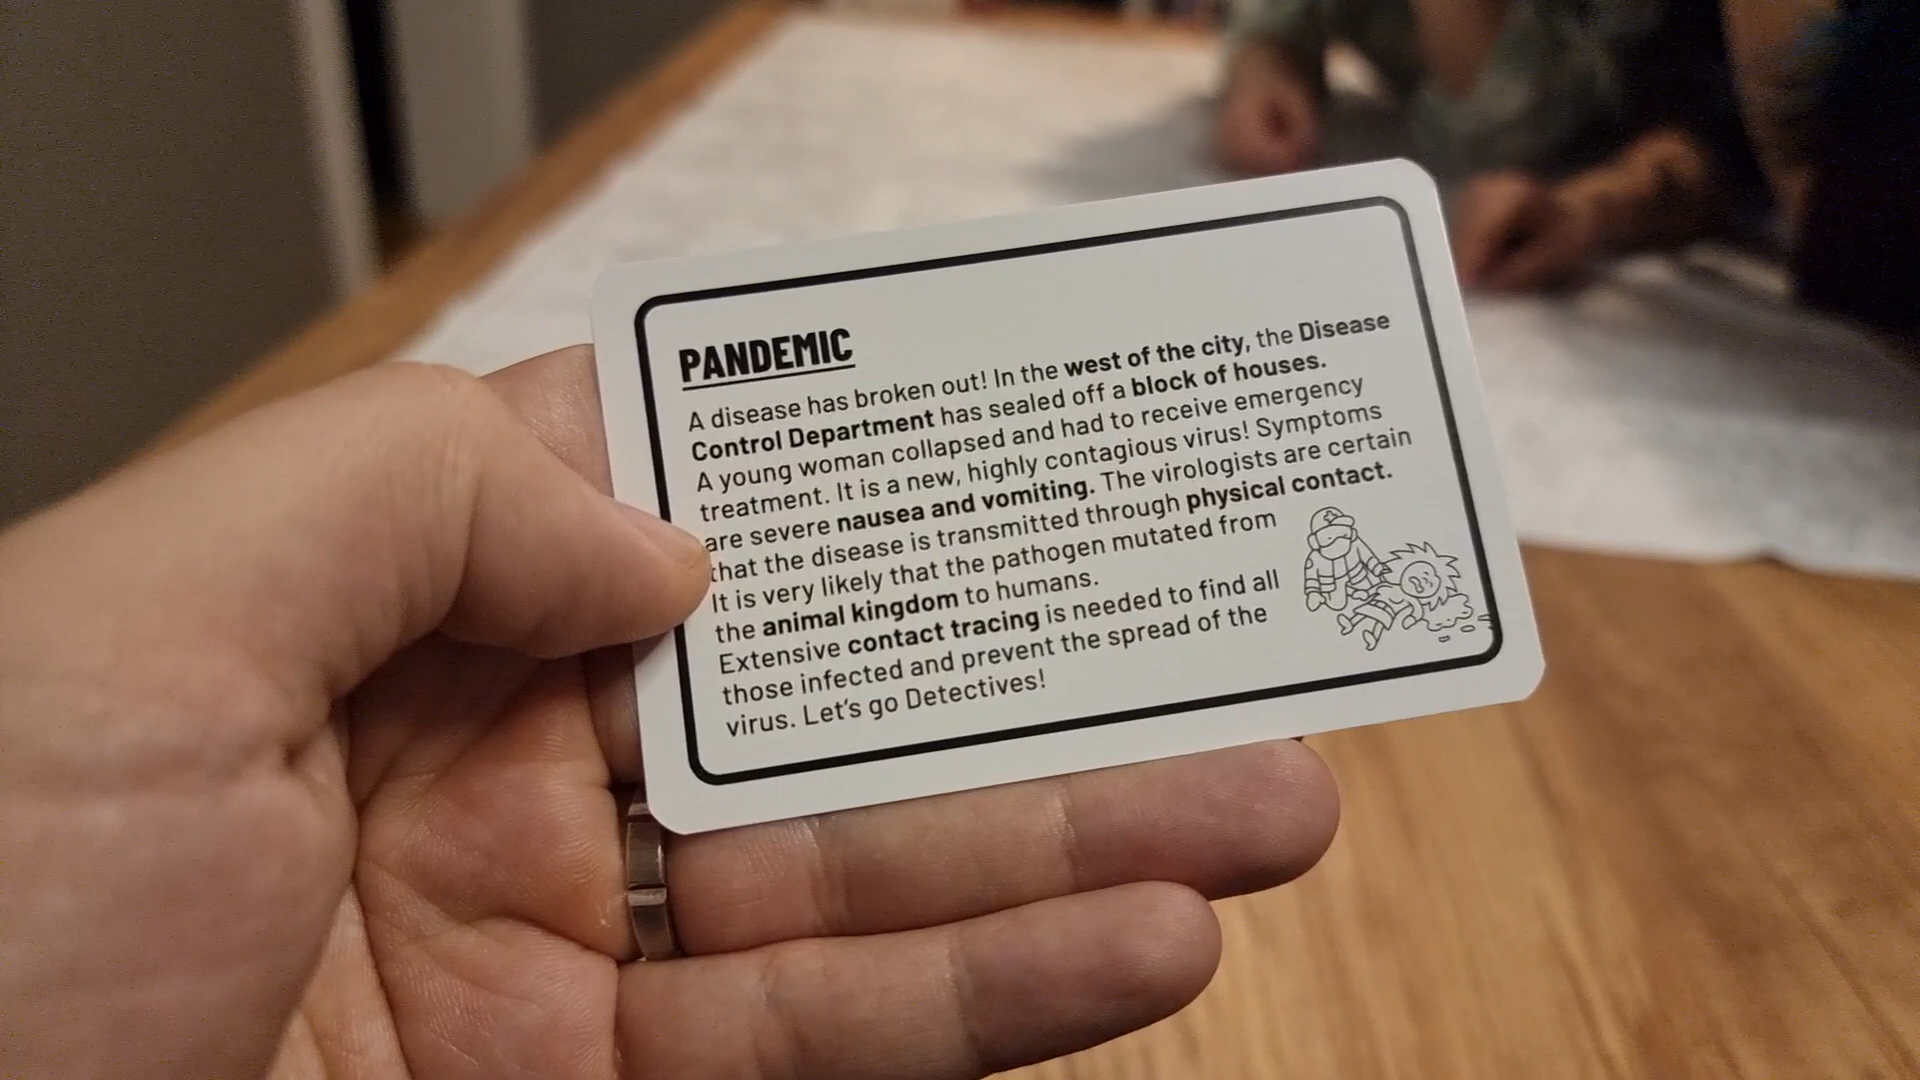 PANDEMIC
A disease has broken out! In the west of the city, the Disease
Control Department has sealed off a block of houses.
A young woman collapsed and had to receive emergency
treatment. It is a new, highly contagious virus! Symptoms
are severe nausea and vomiting. The virologists are certain
that the disease is transmitted through physical contact.
It is very likely that the pathogen mutated from
the animal kingdom to humans.
Extensive contact tracing is needed to find all
those infected and prevent the spread of the
virus. Let's go Detectives!